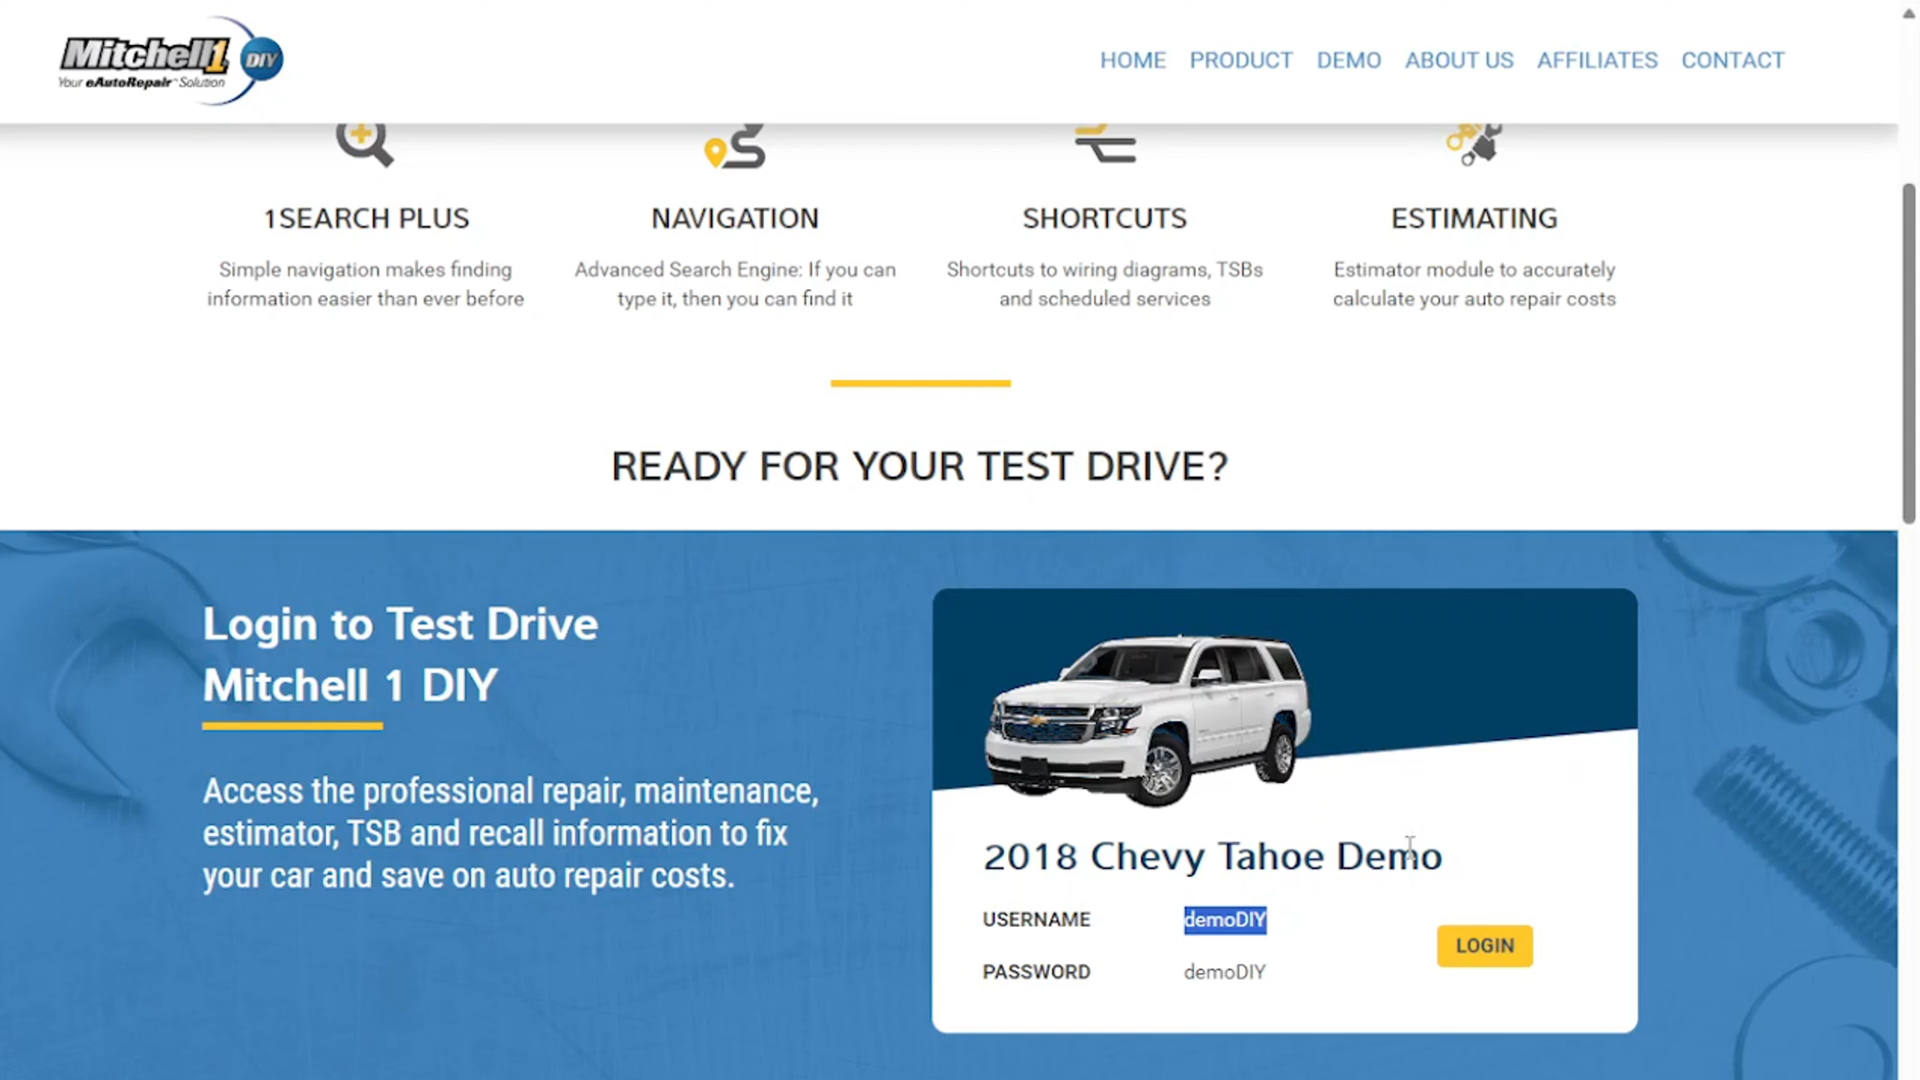 Mitchell1 DIY
Your eAutoRepair™ Solution
HOME PRODUCT DEMO ABOUT US AFFILIATES CONTACT
1SEARCH PLUS
Simple navigation makes finding
information easier than ever before
NAVIGATION
Advanced Search Engine: If you can
type it, then you can find it
SHORTCUTS
Shortcuts to wiring diagrams, TSBs
and scheduled services
ESTIMATING
Estimator module to accurately
calculate your auto repair costs
READY FOR YOUR TEST DRIVE?
Login to Test Drive
Mitchell 1 DIY
Access the professional repair, maintenance,
estimator, TSB and recall information to fix
your car and save on auto repair costs.
2018 Chevy Tahoe Demo
USERNAME demoDIY
PASSWORD demoDIY
LOGIN